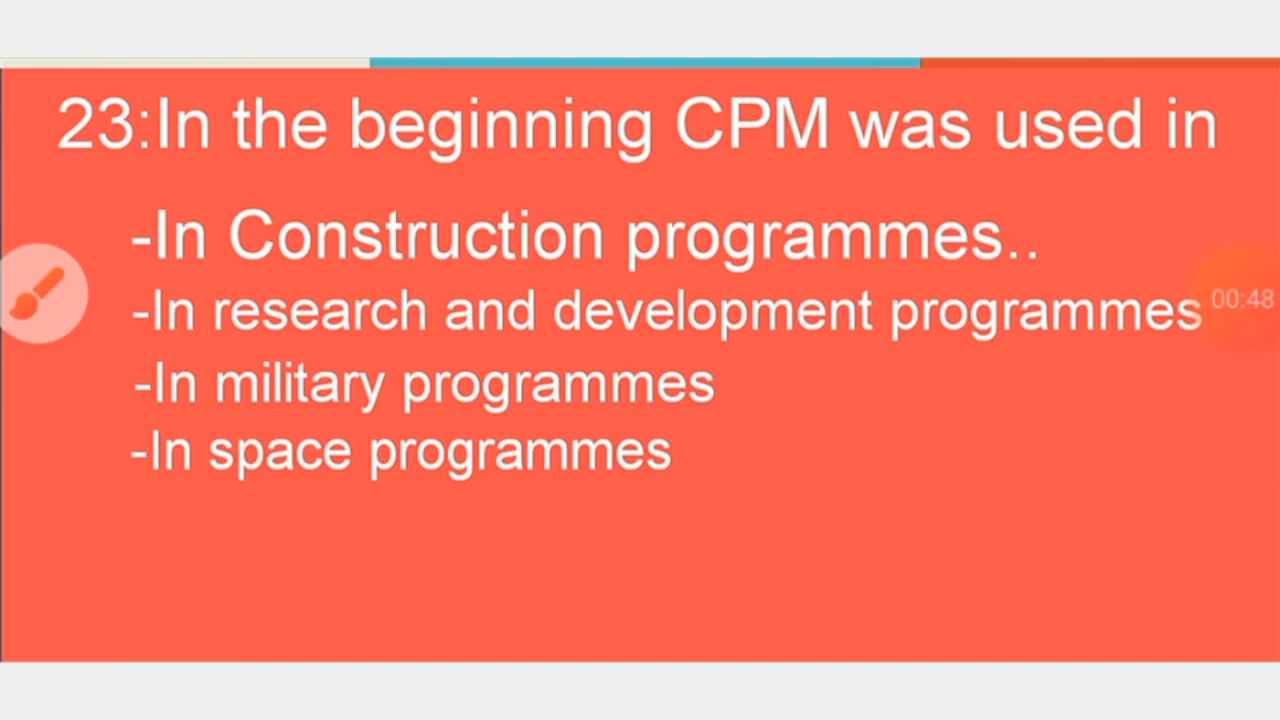 23:In the beginning CPM was used in
-In Construction programmes..
-In research and development programmes
00:48
-In military programmes
-In space programmes